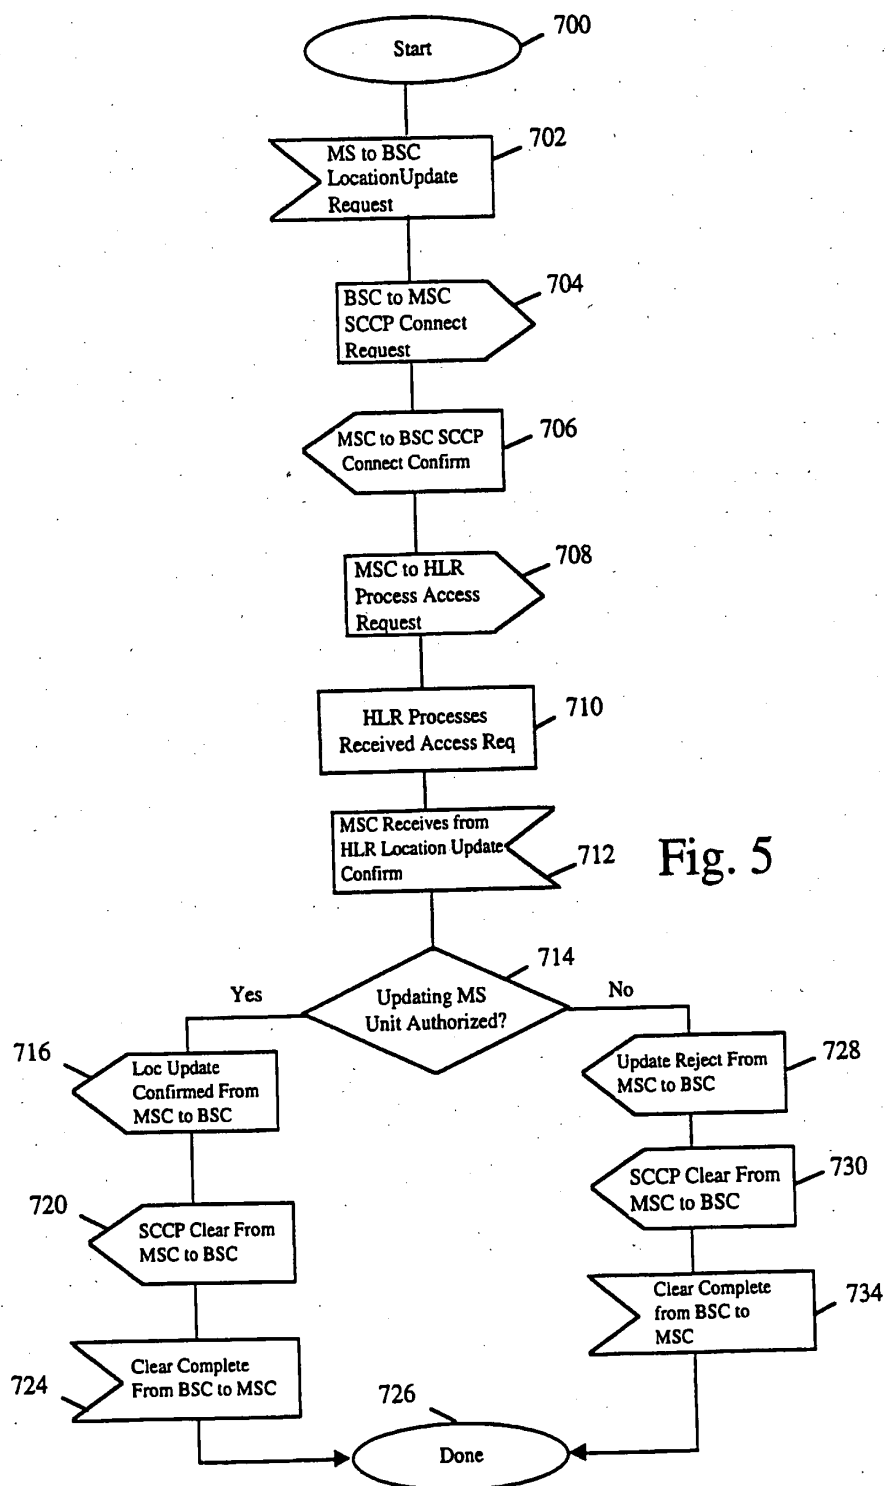 700
Start
702
MS to BSC
LocationUpdate
Request
704
BSC to MSC
SCCP Connect
Request
706
MSC to BSC SCCP
Connect Confirm
708
MSC to HLR
Process Access
Request
710
HLR Processes
Received Access Req
MSC Receives from
HLR Location Update
Confirm
712
Fig. 5
714
Updating MS
Unit Authorized?
Yes
No
716
Loc Update
Confirmed From
MSC to BSC
728
Update Reject From
MSC to BSC
720
SCCP Clear From
MSC to BSC
730
SCCP Clear From
MSC to BSC
734
Clear Complete
from BSC to
MSC
724
Clear Complete
From BSC to MSC
726
Done